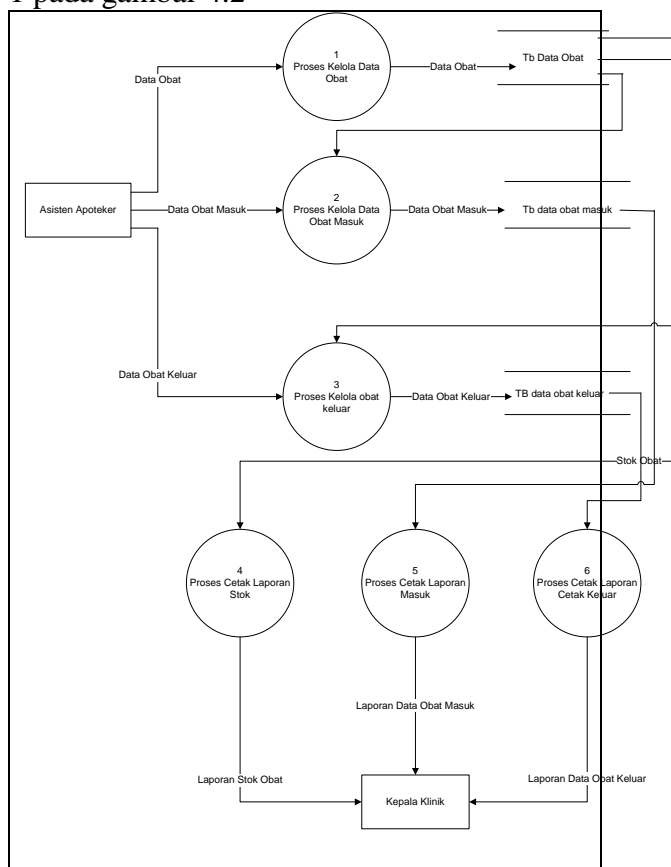 1 pada gambar 4.2
1
Proses Kelola Data
Obat
Data Obat
Tb Data Obat
Data Obat
2
Proses Kelola Data
Obat Masuk
Asisten Apoteker
Data Obat Masuk
Data Obat Masuk
Tb data obat masuk
3
Proses Kelola obat
keluar
Data Obat Keluar
Data Obat Keluar
TB data obat keluar
Stok Obat
4
Proses Cetak Laporan
Stok
5
Proses Cetak Laporan
Masuk
6
Proses Cetak Laporan
Cetak Keluar
Laporan Data Obat Masuk
Laporan Stok Obat
Laporan Data Obat Keluar
Kepala Klinik